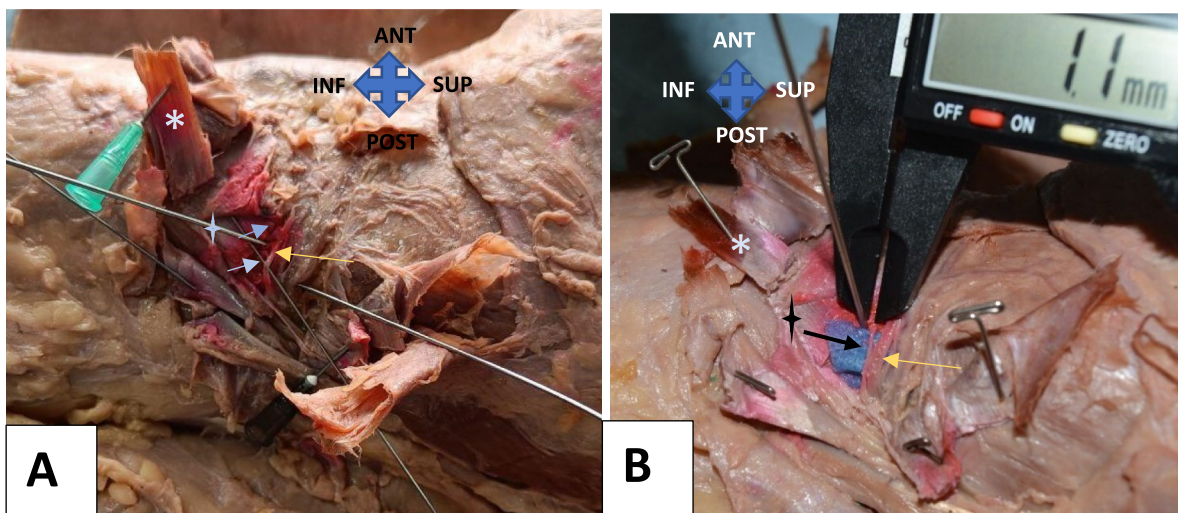 ANT
INF
SUP
POST
A
ANT
INF
SUP
POST
1.1 mm
OFF
ON
ZERO
B